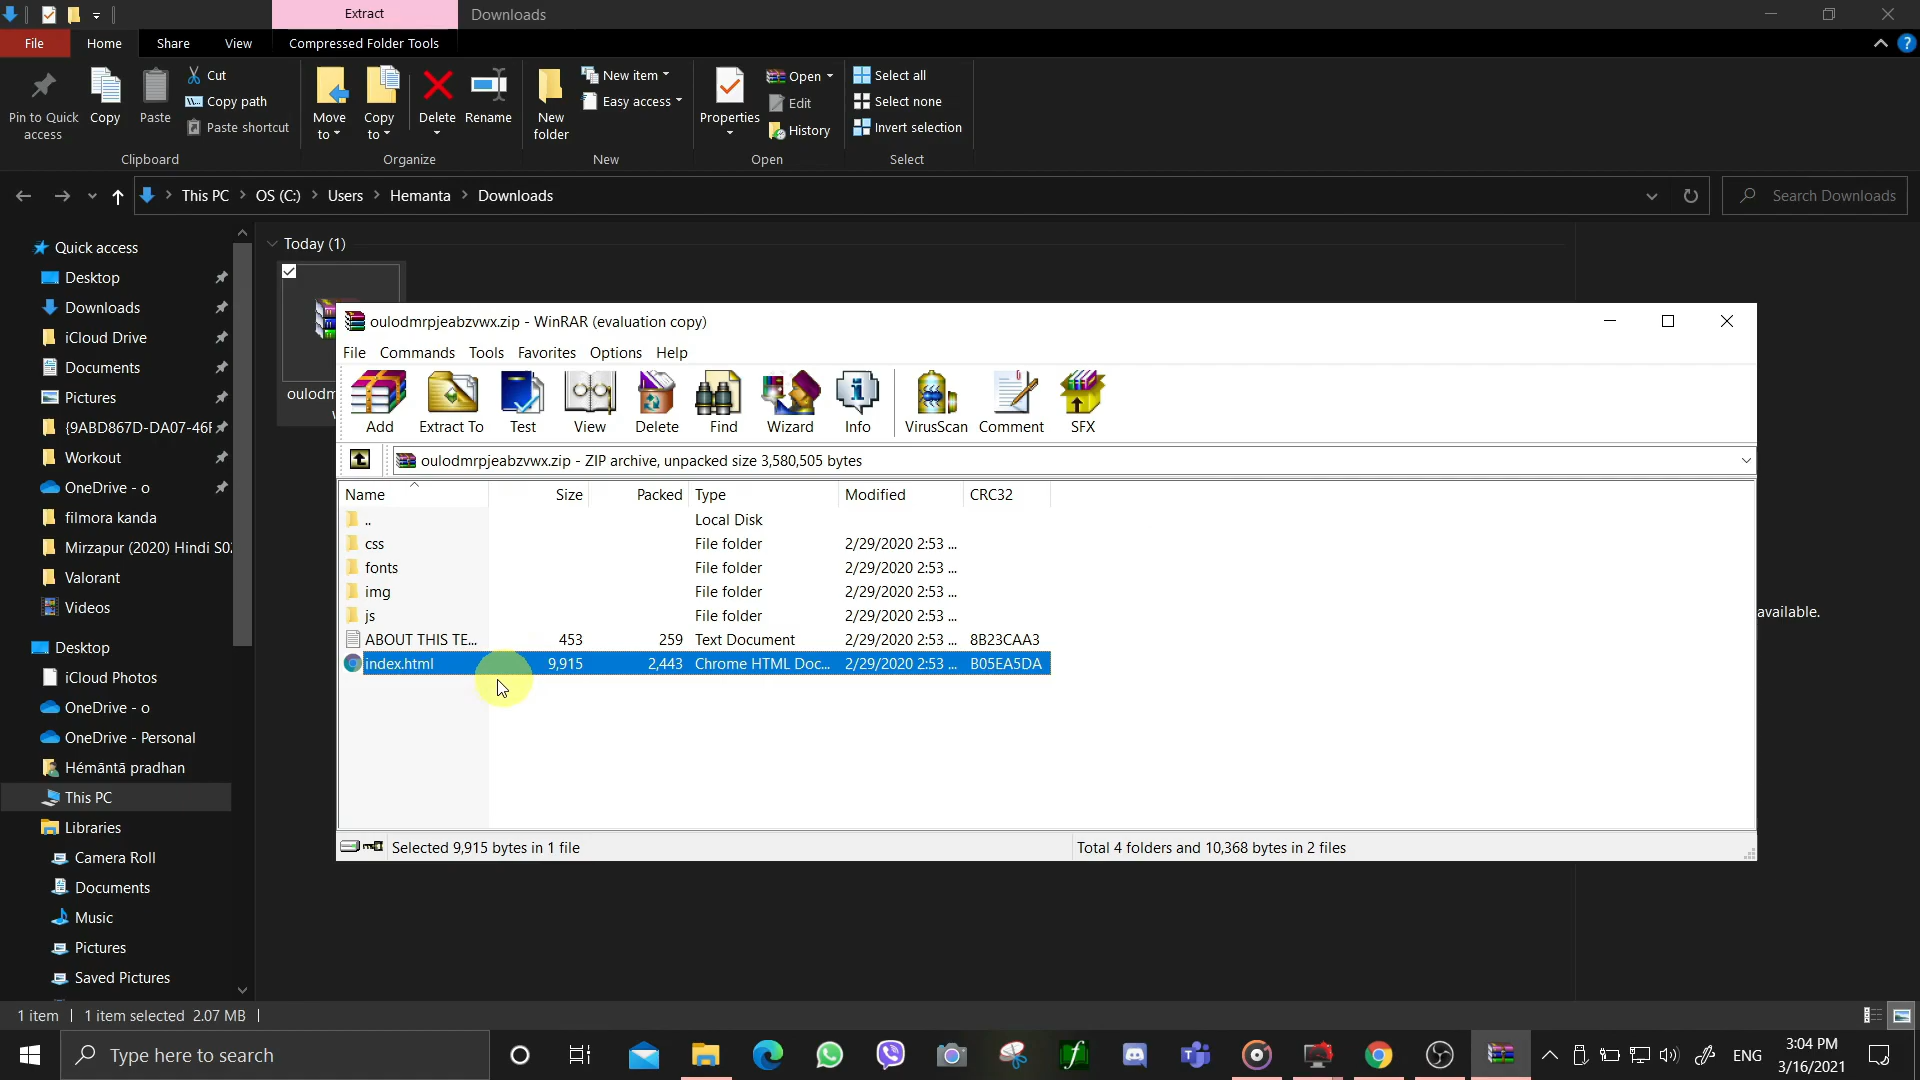 Extract
Downloads
File
Home
Share
View
Compressed Folder Tools
Pin to Quick access
Copy
Paste
Cut
Copy path
Paste shortcut
Clipboard
Move to
Copy to
Delete
Rename
Organize
New folder
New item
Easy access
New
Properties
Open
Edit
History
Open
Select all
Select none
Invert selection
Select
This PC > OS (C:) > Users > Hemanta > Downloads
Search Downloads
Quick access
Desktop
Downloads
iCloud Drive
Documents
Pictures
{9ABD867D-DA07-46F
Workout
OneDrive - o
filmora kanda
Mirzapur (2020) Hindi S02
Valorant
Videos
Desktop
iCloud Photos
OneDrive - o
OneDrive - Personal
Hémāntā pradhan
This PC
Libraries
Camera Roll
Documents
Music
Pictures
Saved Pictures
Today (1)
oulodm
oulodmrpjeabzvwx.zip - WinRAR (evaluation copy)
File Commands Tools Favorites Options Help
Add Extract To Test View Delete Find Wizard Info VirusScan Comment SFX
oulodmrpjeabzvwx.zip - ZIP archive, unpacked size 3,580,505 bytes
Name Size Packed Type Modified CRC32
.. Local Disk
css File folder 2/29/2020 2:53 ...
fonts File folder 2/29/2020 2:53 ...
img File folder 2/29/2020 2:53 ...
js File folder 2/29/2020 2:53 ...
ABOUT THIS TE... 453 259 Text Document 2/29/2020 2:53 ... 8B23CAA3
index.html 9,915 2,443 Chrome HTML Doc... 2/29/2020 2:53 ... B05EA5DA
Selected 9,915 bytes in 1 file
Total 4 folders and 10,368 bytes in 2 files
available.
1 item 1 item selected 2.07 MB
Type here to search
ENG
3:04 PM
3/16/2021